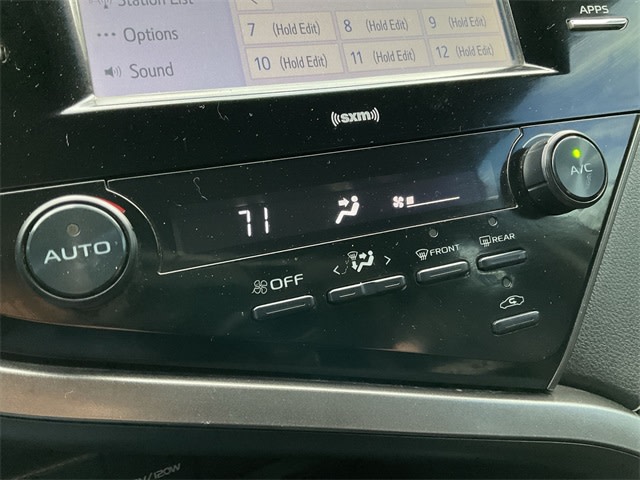 Station List
APPS
7 (Hold Edit) 8 (Hold Edit) 9 (Hold Edit)
Options
10 (Hold Edit) 11 (Hold Edit) 12 (Hold Edit)
Sound
((sxm))
A/C
71
AUTO
OFF
< >
FRONT
REAR
/120W